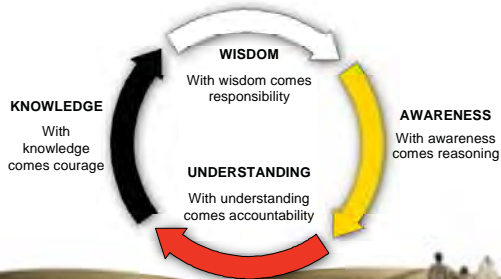 WISDOM
With wisdom comes
responsibility
AWARENESS
With awareness
comes reasoning
UNDERSTANDING
With understanding
comes accountability
KNOWLEDGE
With
knowledge
comes courage